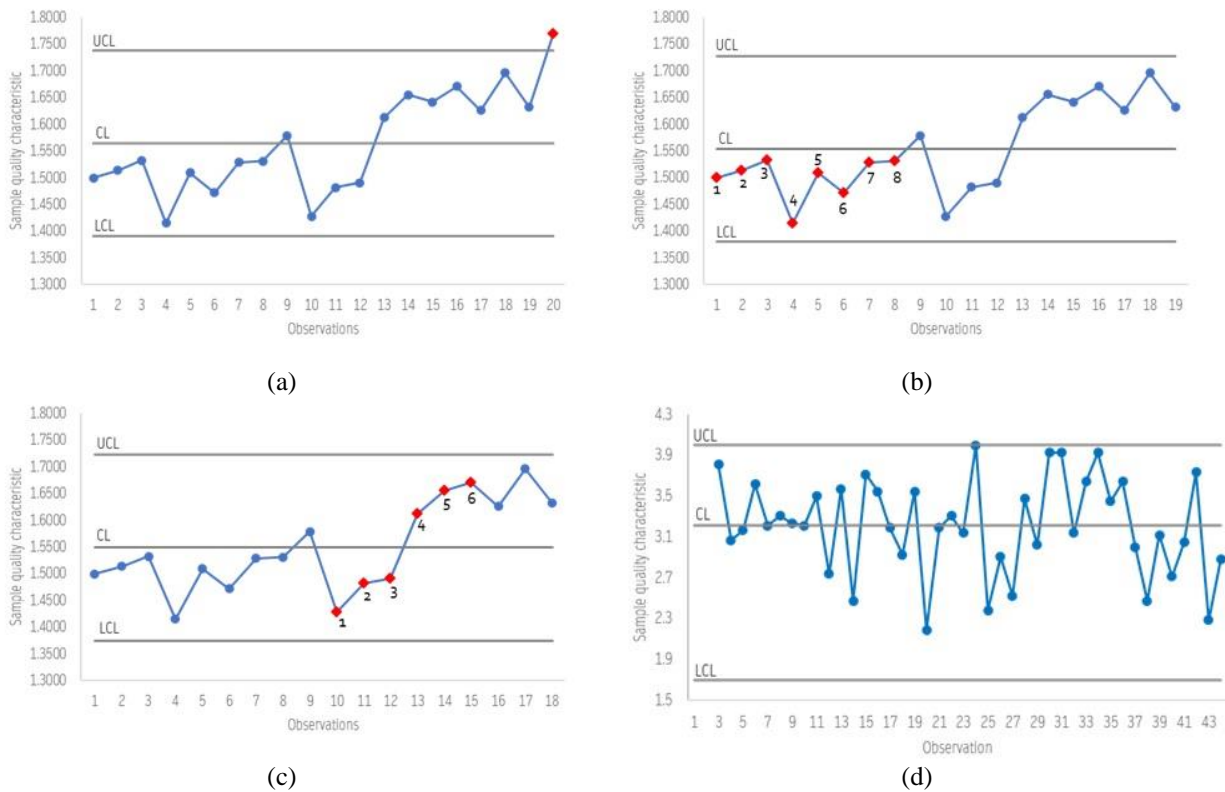 1.8000
1.7500
1.7000
1.6500
1.6000
1.5500
1.5000
1.4500
1.4000
1.3500
1.3000
Sample quality characteristic
UCL
CL
LCL
1 2 3 4 5 6 7 8 9 10 11 12 13 14 15 16 17 18 19 20
Observations
(a)
1.8000
1.7500
1.7000
1.6500
1.6000
1.5500
1.5000
1.4500
1.4000
1.3500
1.3000
Sample quality characteristic
UCL
CL
LCL
1 2 3 4 5 6 7 8
1 2 3 4 5 6 7 8 9 10 11 12 13 14 15 16 17 18 19
Observations
(b)
1.8000
1.7500
1.7000
1.6500
1.6000
1.5500
1.5000
1.4500
1.4000
1.3500
1.3000
Sample quality characteristic
UCL
CL
LCL
1 2 3 4 5 6
1 2 3 4 5 6 7 8 9 10 11 12 13 14 15 16 17 18
Observations
(c)
4.3
3.9
3.5
3.1
2.7
2.3
1.9
1.5
Sample quality characteristic
UCL
CL
LCL
1 3 5 7 9 11 13 15 17 19 21 23 25 27 29 31 33 35 37 39 41 43
Observation
(d)